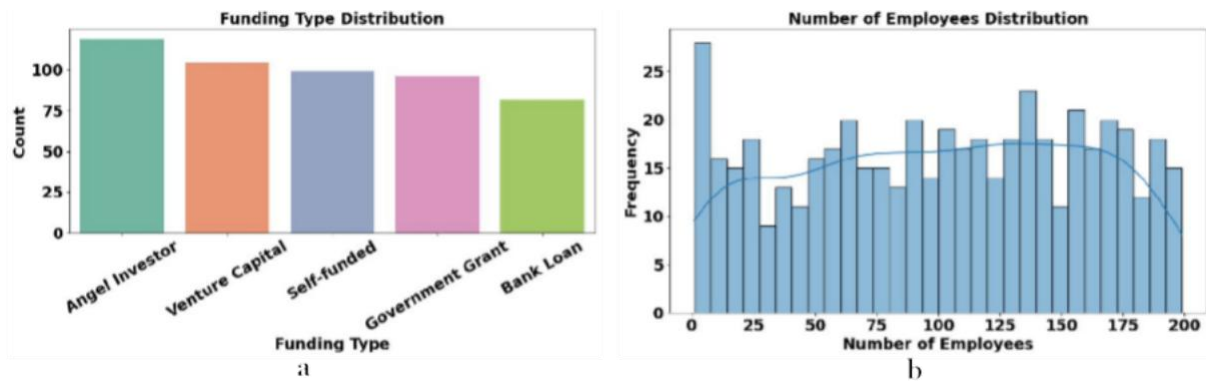 Funding Type Distribution
Count
100
75
50
25
0
Angel Investor
Venture Capital
Self-funded
Government Grant
Bank Loan
Funding Type
a
Number of Employees Distribution
Frequency
25
20
15
10
5
0
0 25 50 75 100 125 150 175 200
Number of Employees
b